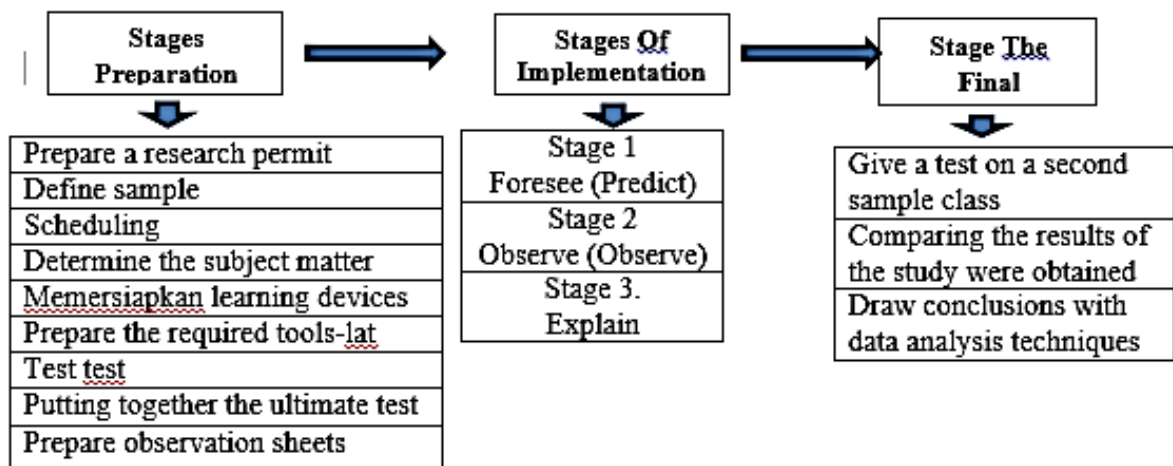 Stages
Preparation
Stages Of
Implementation
Stage The
Final
Prepare a research permit
Define sample
Scheduling
Determine the subject matter
Memersiapkan learning devices
Prepare the required tools-lat
Test test
Putting together the ultimate test
Prepare observation sheets
Stage 1
Foresee (Predict)
Stage 2
Observe (Observe)
Stage 3.
Explain
Give a test on a second
sample class
Comparing the results of
the study were obtained
Draw conclusions with
data analysis techniques